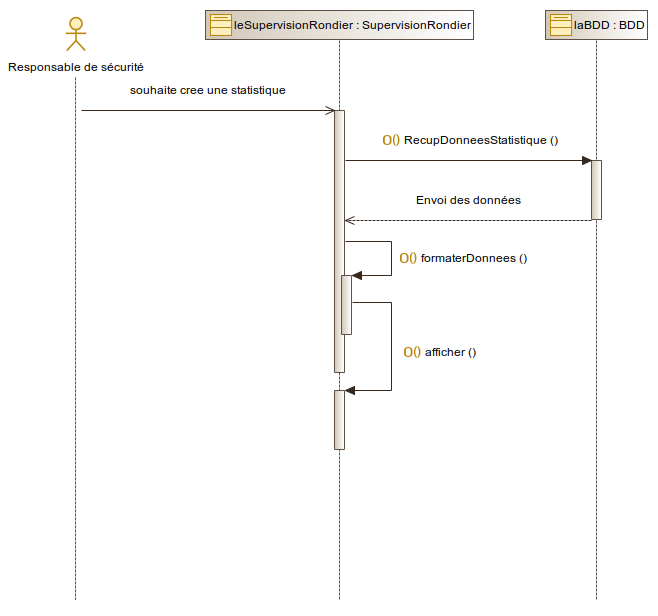 leSupervisionRondier : SupervisionRondier
laBDD : BDD
Responsable de sécurité
souhaite cree une statistique
O() RecupDonneesStatistique ()
Envoi des données
O() formaterDonnees ()
O() afficher ()